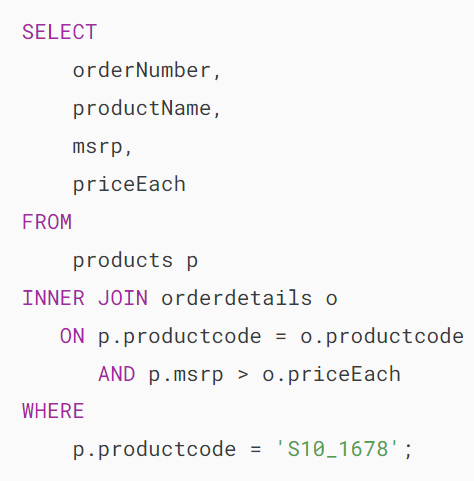 SELECT
orderNumber,
productName,
msrp,
priceEach
FROM
products p
INNER JOIN orderdetails o
ON p.productcode = o.productcode
AND p.msrp > o.priceEach
WHERE
p.productcode = 'S10_1678';